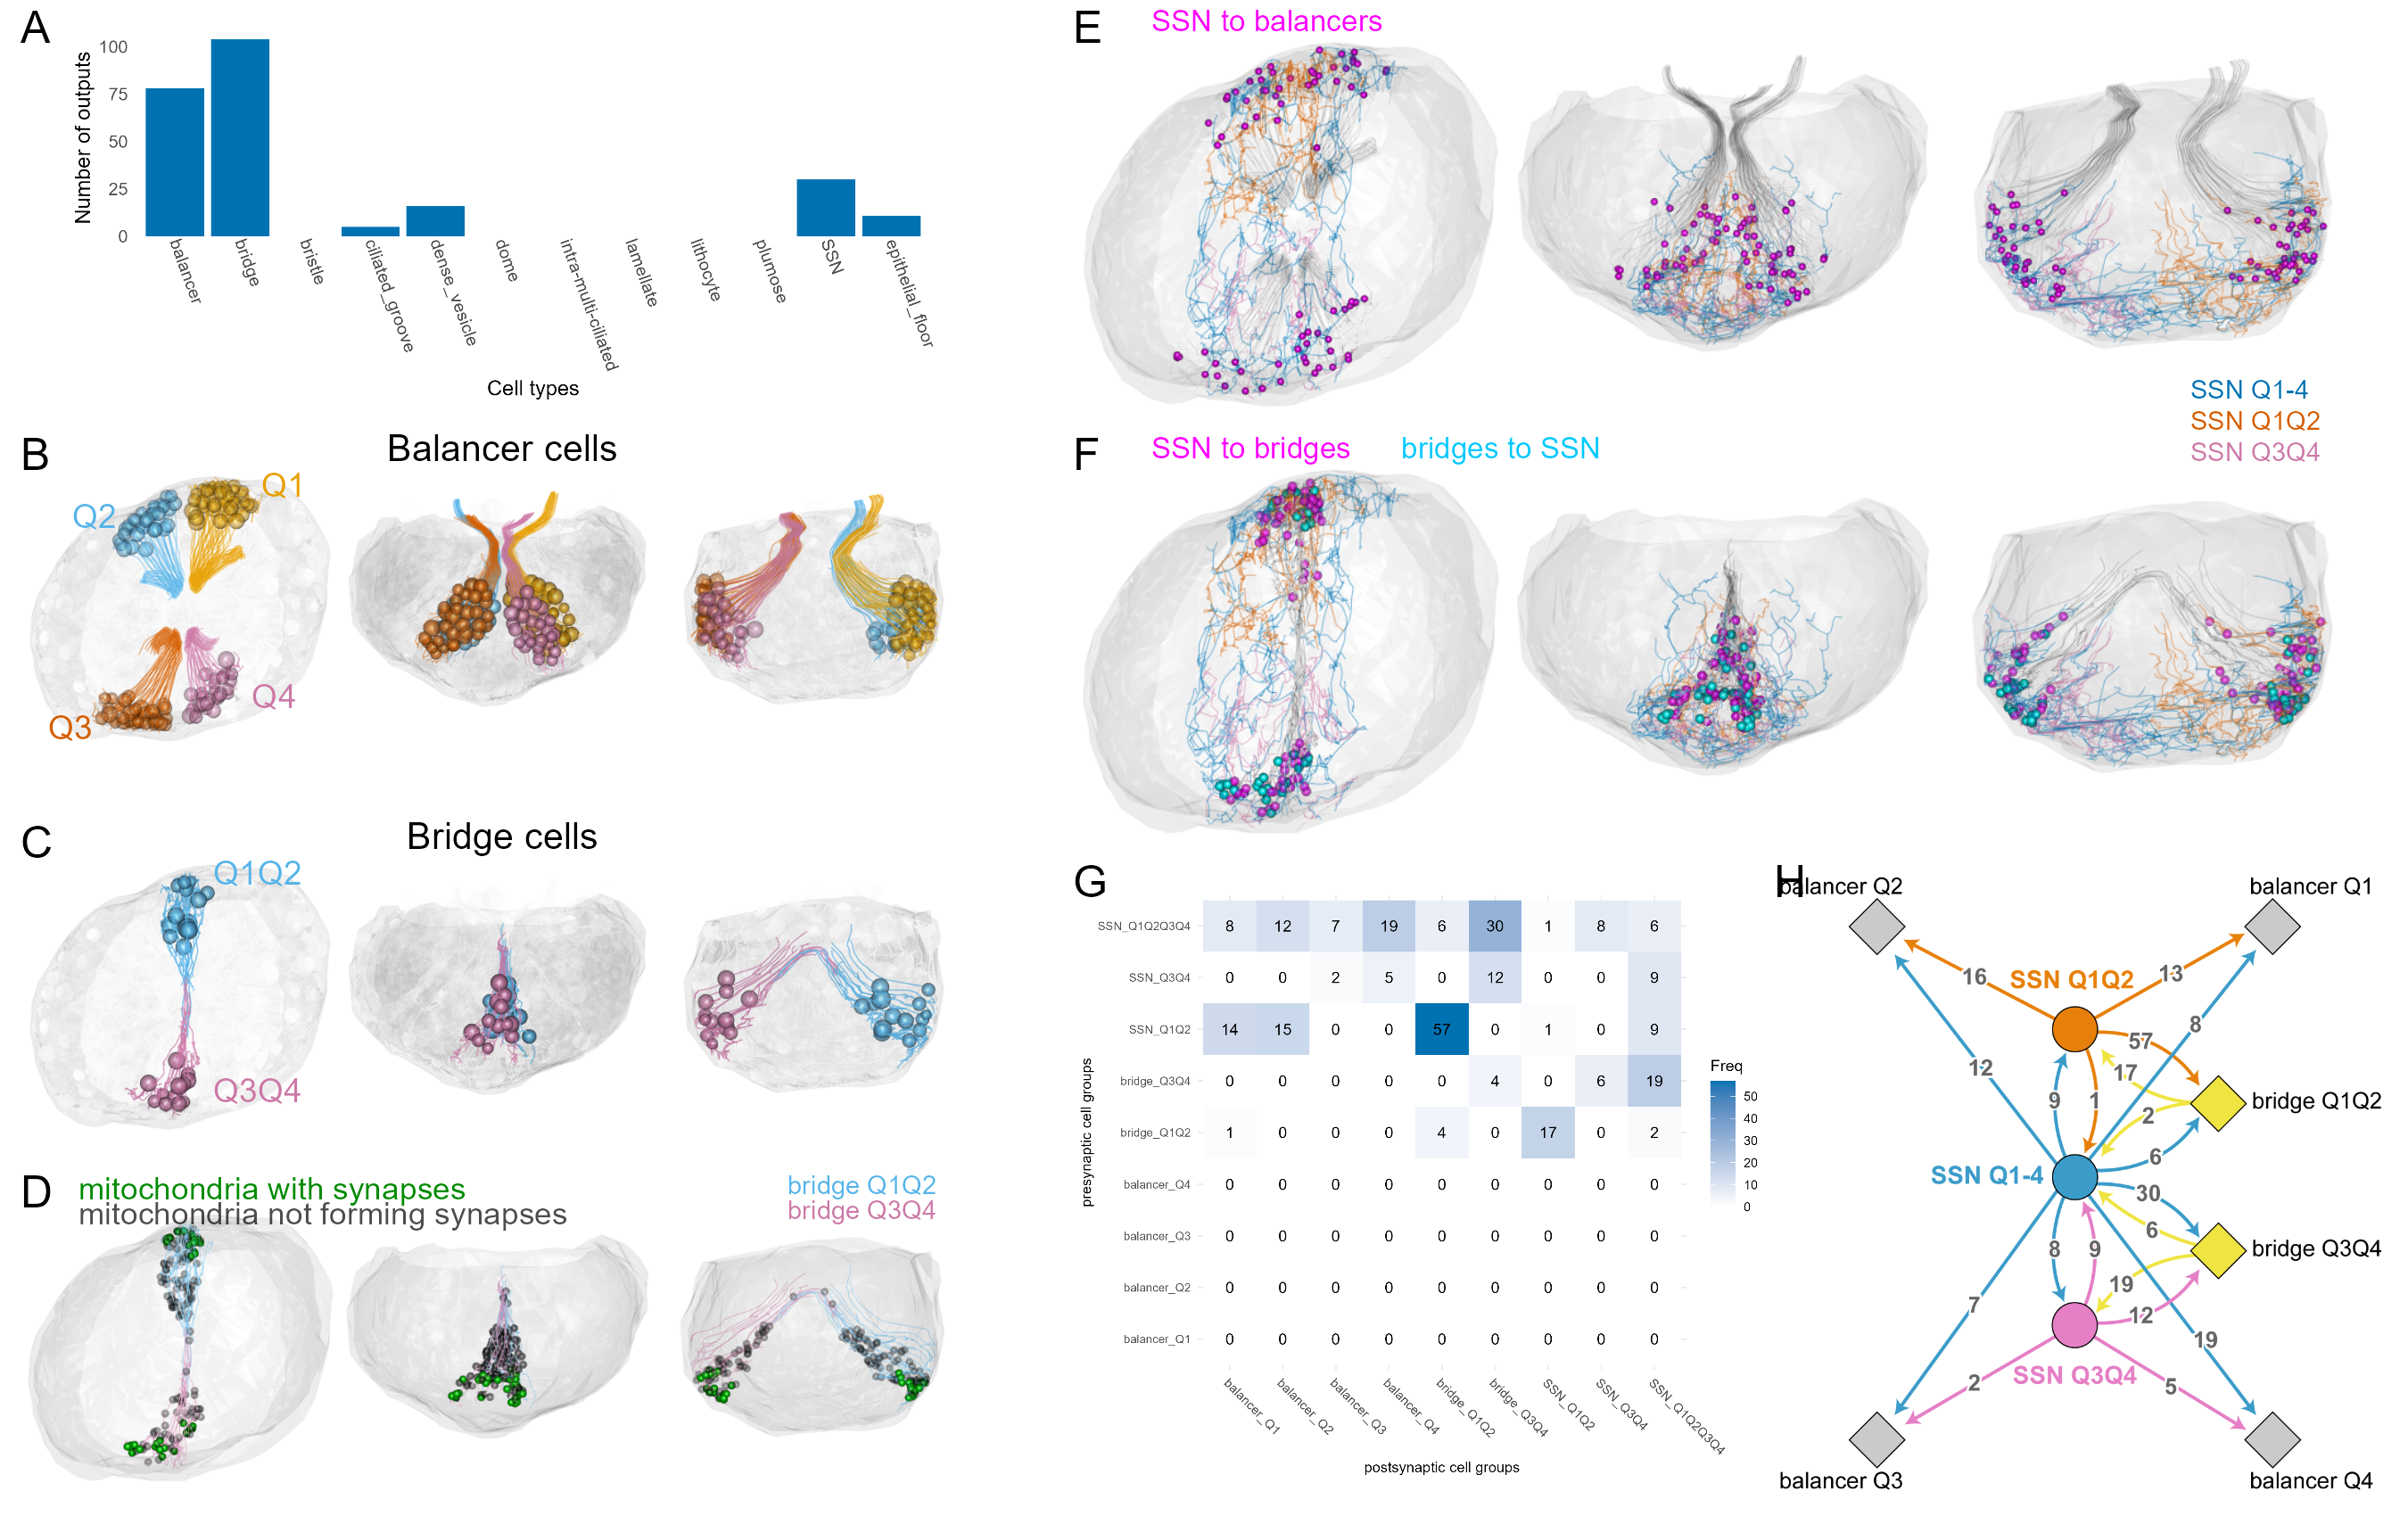 A
Number of outputs
100
75
50
25
0
balancer
bridge
bristle
ciliated_groove
dense_vesicle
dome
intra-multi-ciliated
lamellate
lithocyte
plumose
SSN
epithelial_floor
Cell types
B
Balancer cells
Q1
Q2
Q3
Q4
C
Bridge cells
Q1Q2
Q3Q4
D
mitochondria with synapses
mitochondria not forming synapses
bridge Q1Q2
bridge Q3Q4
E
SSN to balancers
SSN Q1-4
SSN Q1Q2
SSN Q3Q4
F
SSN to bridges bridges to SSN
G
presynaptic cell groups
SSN_Q1Q2Q3Q4 8 12 7 19 6 30 1 8 6
SSN_Q3Q4 0 0 2 5 0 12 0 0 9
SSN_Q1Q2 14 15 0 0 57 0 1 0 9
bridge_Q3Q4 0 0 0 0 0 4 0 6 19
bridge_Q1Q2 1 0 0 0 4 0 17 0 2
balancer_Q4 0 0 0 0 0 0 0 0 0
balancer_Q3 0 0 0 0 0 0 0 0 0
balancer_Q2 0 0 0 0 0 0 0 0 0
balancer_Q1 0 0 0 0 0 0 0 0 0
balancer_Q1
balancer_Q2
balancer_Q3
balancer_Q4
bridge_Q1Q2
bridge_Q3Q4
SSN_Q1Q2
SSN_Q3Q4
SSN_Q1Q2Q3Q4
postsynaptic cell groups
Freq
50
40
30
20
10
0
H
balancer Q2
balancer Q1
16
SSN Q1Q2
13
57
8
12
17
9
1
2
bridge Q1Q2
6
SSN Q1-4
30
6
8
9
bridge Q3Q4
19
7
12
19
SSN Q3Q4
2
5
balancer Q3
balancer Q4